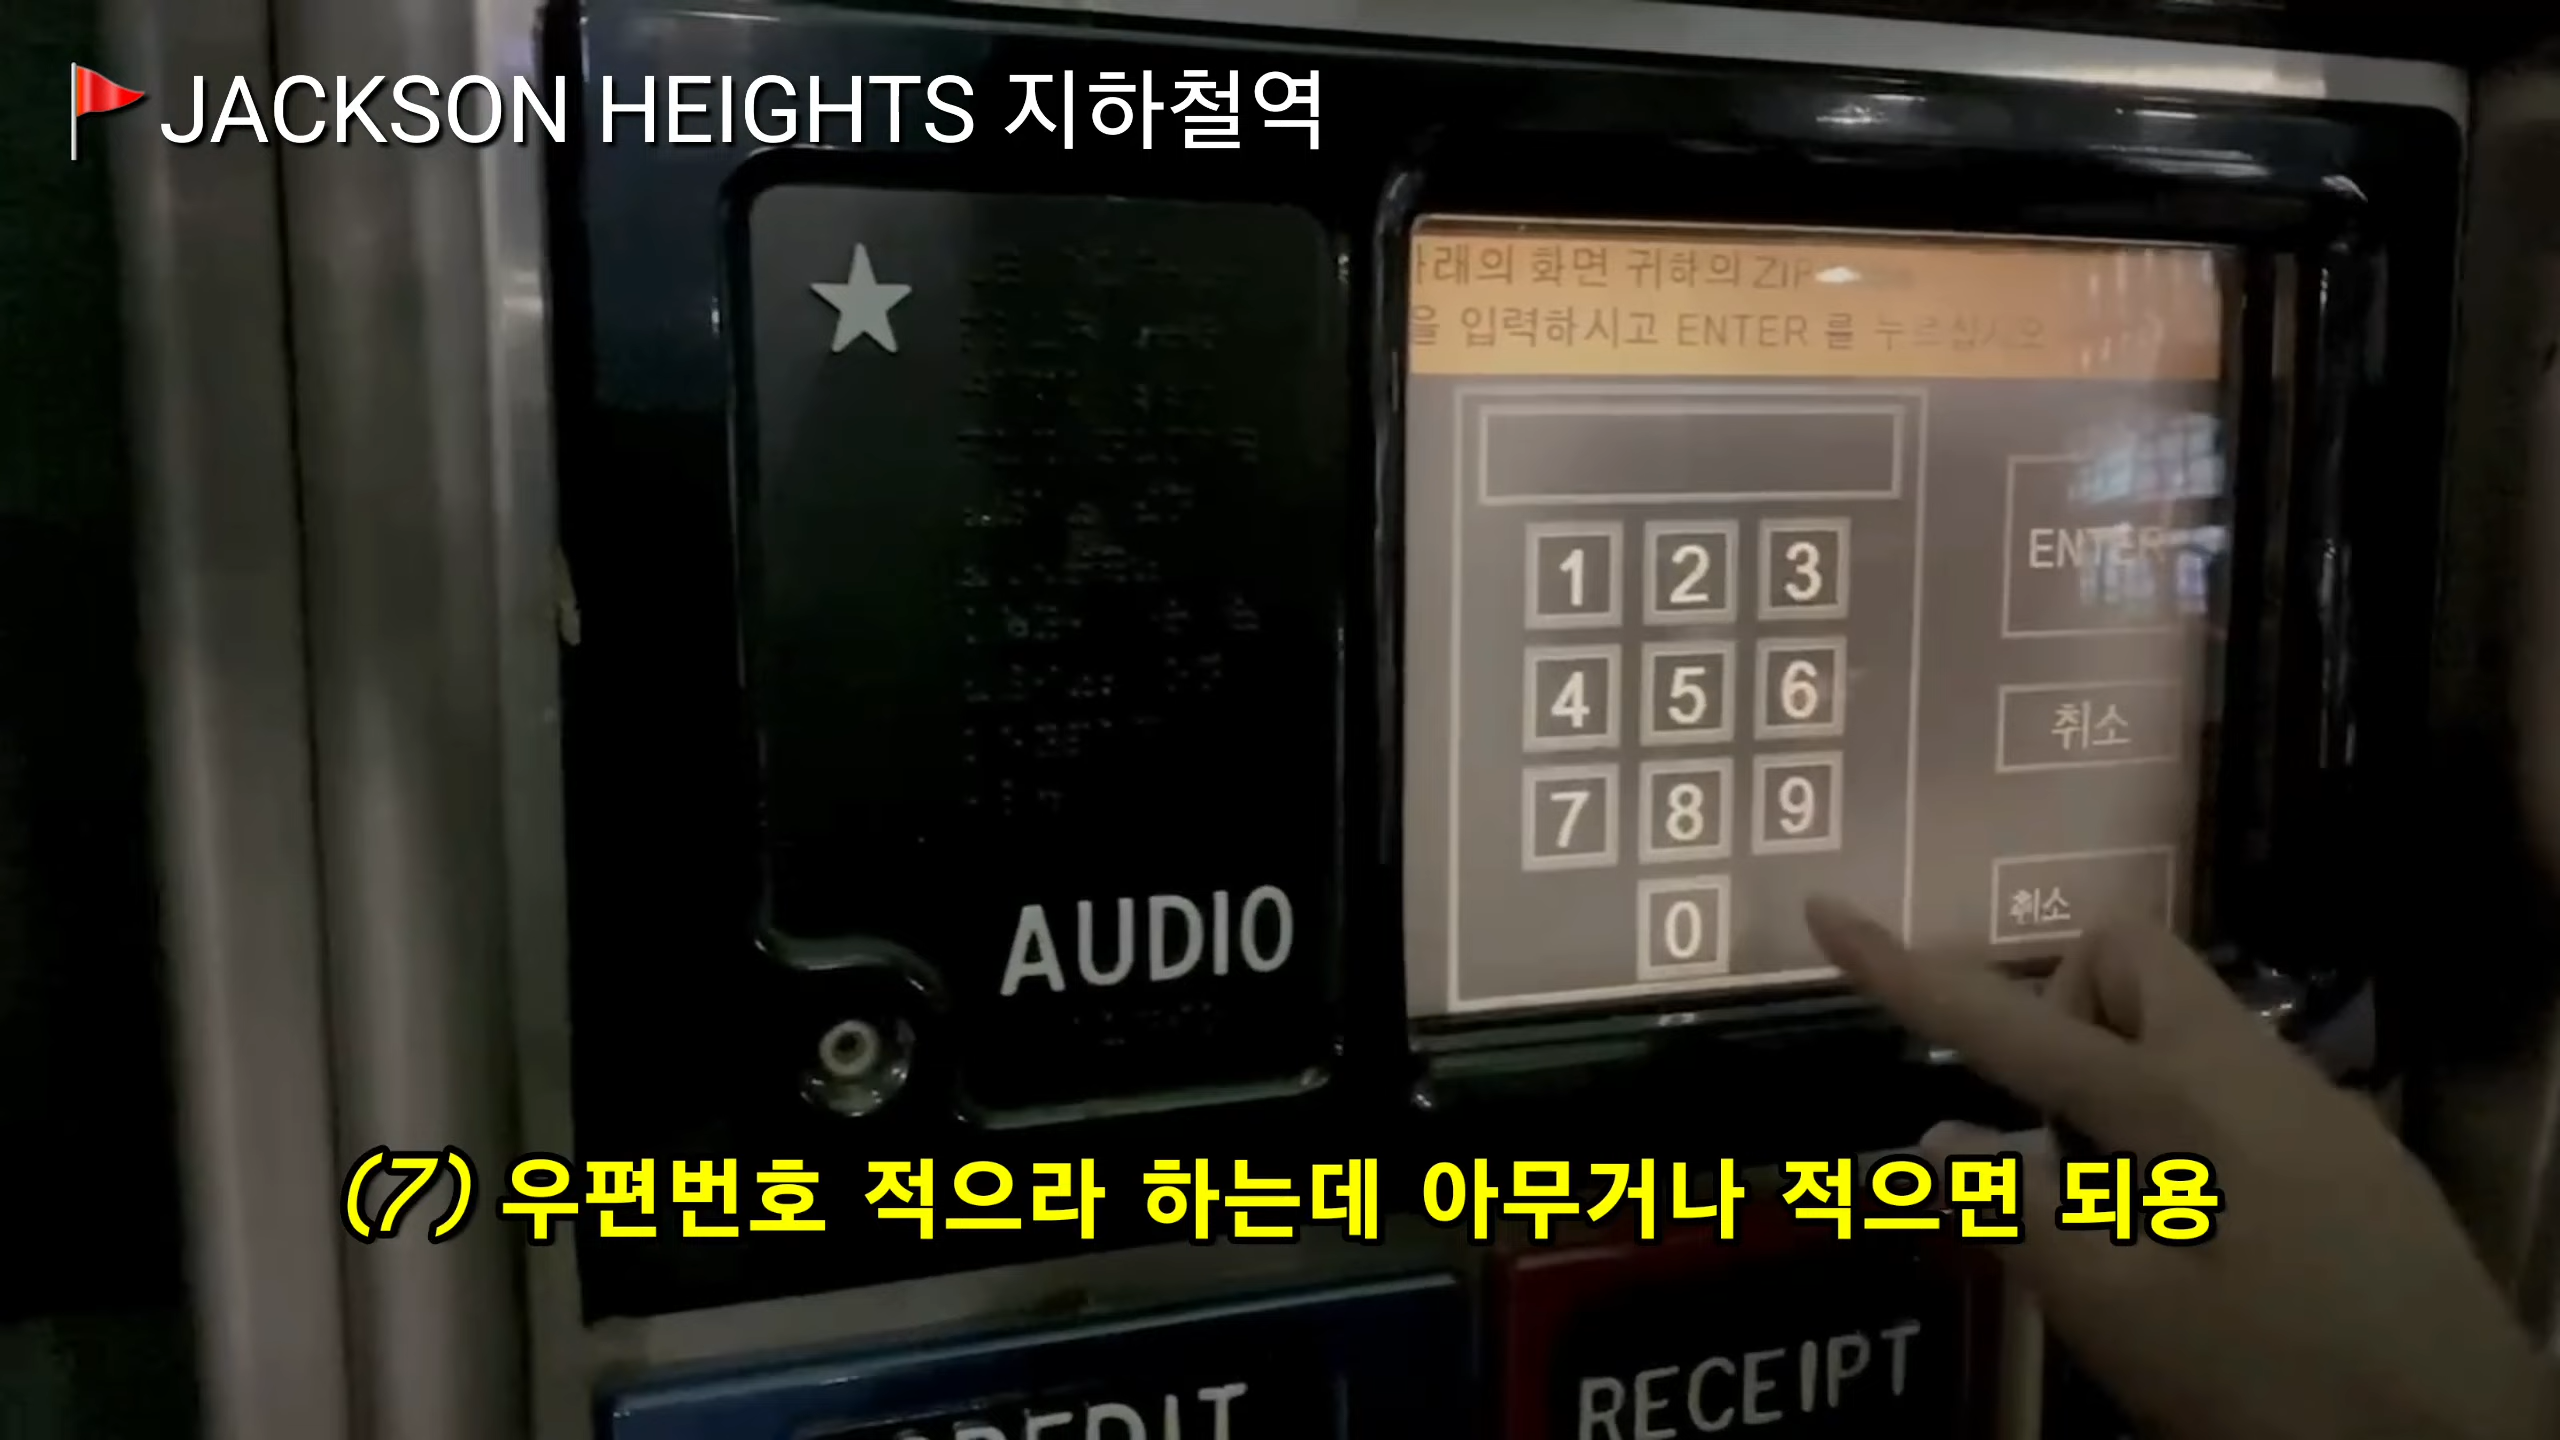 JACKSON HEIGHTS 지하철역
아래의 화면 귀하의 ZIP
을 입력하시고 ENTER 를 누르십시오
1 2 3
4 5 6
7 8 9
0
ENTER
취소
취소
AUDIO
(7) 우편번호 적으라 하는데 아무거나 적으면 되용
CREDIT
RECEIPT